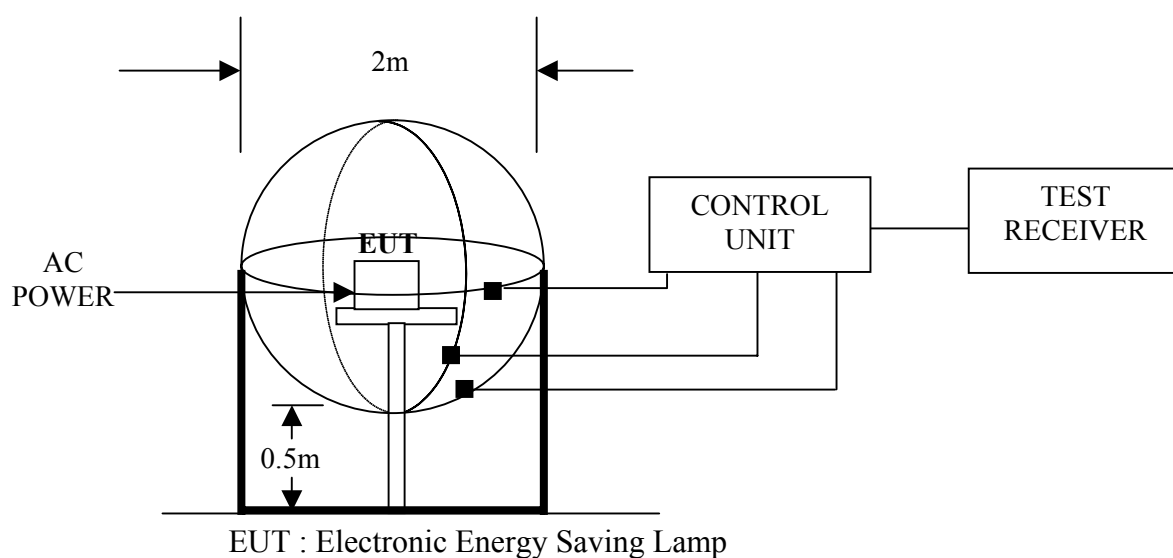 2m
CONTROL
UNIT
TEST
RECEIVER
EUT
AC
POWER
0.5m
EUT : Electronic Energy Saving Lamp